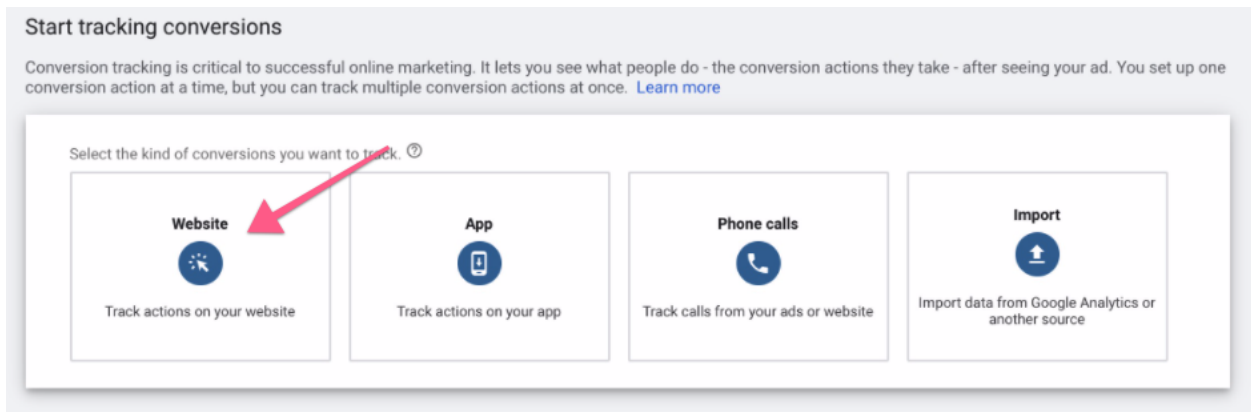 Start tracking conversions
Conversion tracking is critical to successful online marketing. It lets you see what people do - the conversion actions they take - after seeing your ad. You set up one
conversion action at a time, but you can track multiple conversion actions at once. Learn more
Select the kind of conversions you want to track.
Website
Track actions on your website
App
Track actions on your app
Phone calls
Track calls from your ads or website
Import
Import data from Google Analytics or
another source